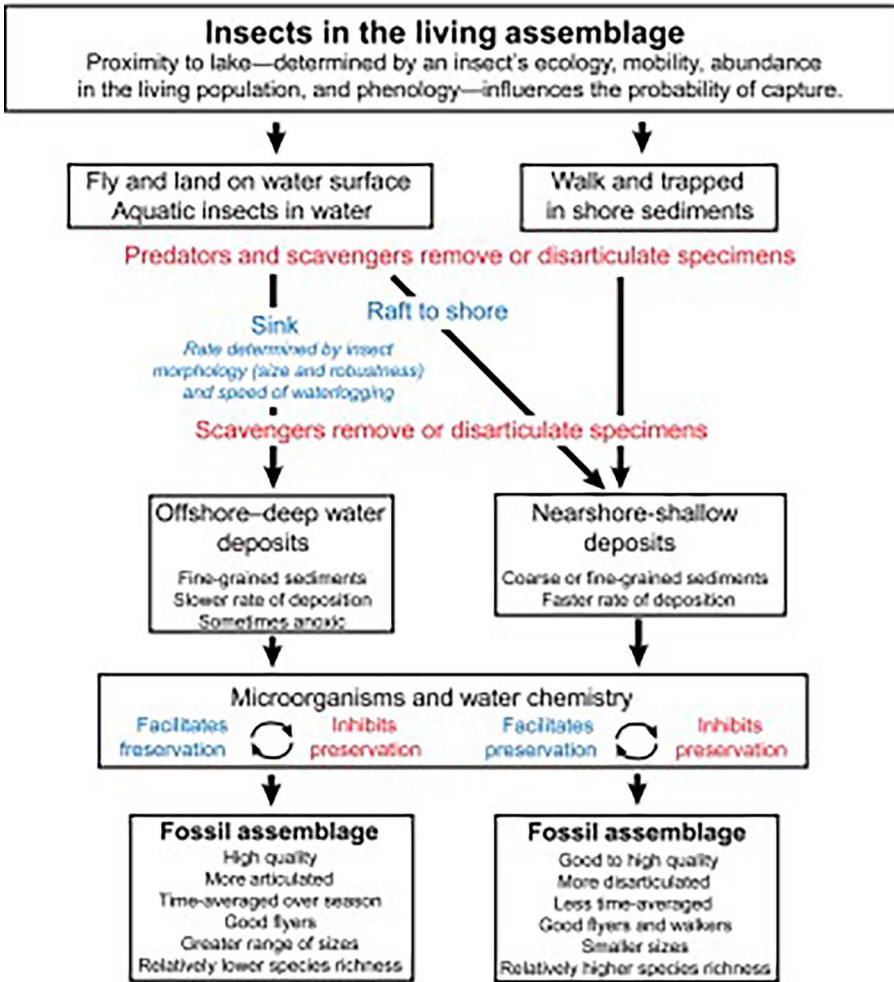 Insects in the living assemblage
Proximity to lake—determined by an insect's ecology, mobility, abundance
in the living population, and phenology—influences the probability of capture.
Fly and land on water surface
Aquatic insects in water
Walk and trapped
in shore sediments
Predators and scavengers remove or disarticulate specimens
Raft to shore
Sink
Rate determined by insect
morphology (size and robustness)
and speed of waterlogging
Scavengers remove or disarticulate specimens
Offshore–deep water
deposits
Fine-grained sediments
Slower rate of deposition
Sometimes anoxic
Nearshore-shallow
deposits
Coarse or fine-grained sediments
Faster rate of deposition
Microorganisms and water chemistry
Facilitates
freservation
Inhibits
preservation
Facilitates
preservation
Inhibits
preservation
Fossil assemblage
High quality
More articulated
Time-averaged over season
Good flyers
Greater range of sizes
Relatively lower species richness
Fossil assemblage
Good to high quality
More disarticulated
Less time-averaged
Good flyers and walkers
Smaller sizes
Relatively higher species richness